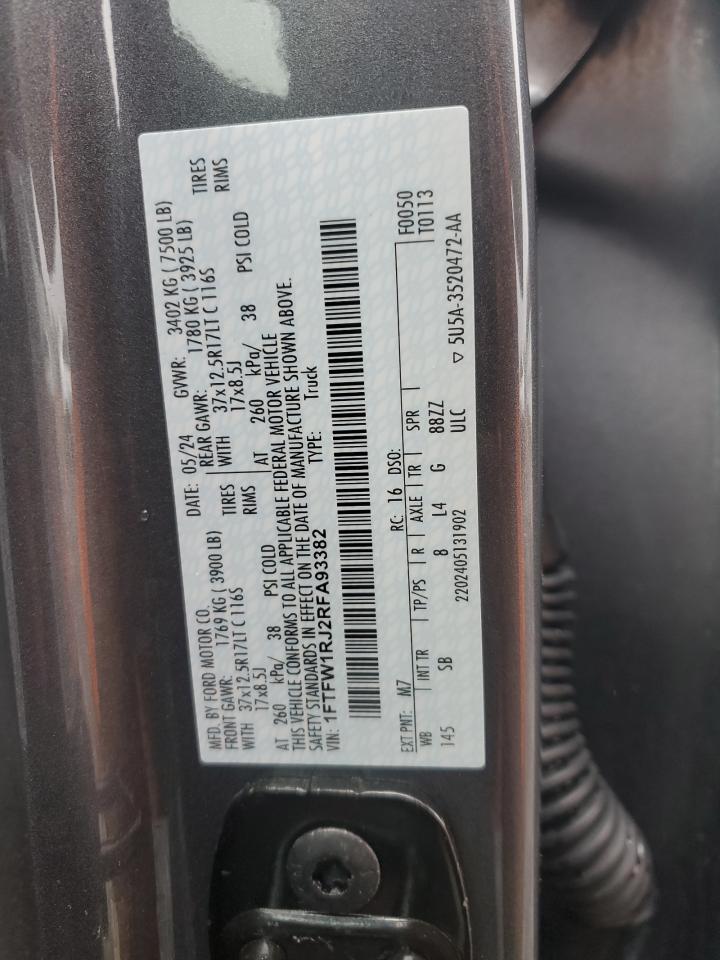 MFD. BY FORD MOTOR CO.
DATE: 05/24 GVWR: 3402 KG ( 7500 LB)
FRONT GAWR: 1769 KG ( 3900 LB) REAR GAWR: 1780 KG ( 3925 LB)
WITH 37x12.5R17LT C 116S TIRES WITH 37x12.5R17LT C 116S TIRES
17x8.5J RIMS 17x8.5J RIMS
AT 260 kPa/ 38 PSI COLD AT 260 kPa/ 38 PSI COLD
THIS VEHICLE CONFORMS TO ALL APPLICABLE FEDERAL MOTOR VEHICLE
SAFETY STANDARDS IN EFFECT ON THE DATE OF MANUFACTURE SHOWN ABOVE.
VIN: 1FTFW1RJ2RFA93382 TYPE: Truck
EXT PNT: M7 RC: 16 DSO: F0050
WB INT TR TP/PS R AXLE TR SPR T0113
145 SB 8 L4 G 88ZZ
2202405131902 ULC ▽ 5U5A-3520472-AA